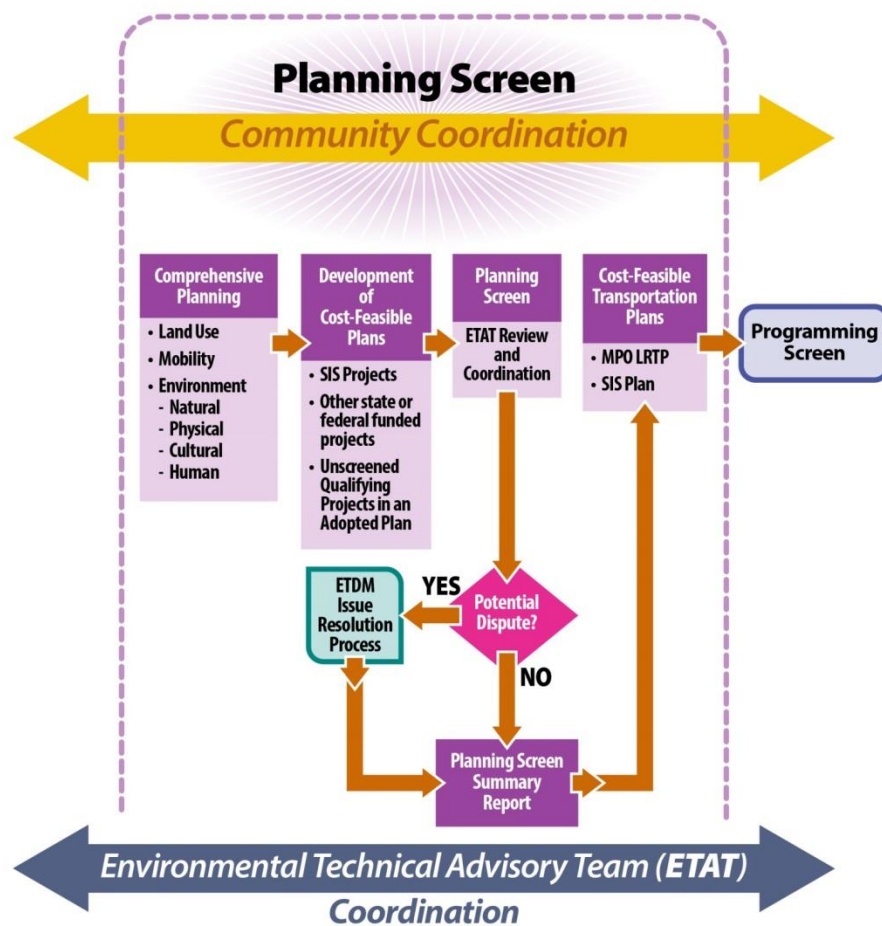 Planning Screen
Community Coordination
Comprehensive
Planning
• Land Use
• Mobility
• Environment
- Natural
- Physical
- Cultural
- Human
Development
of
Cost-Feasible
Plans
• SIS Projects
• Other state or
federal funded
projects
• Unscreened
Qualifying
Projects in an
Adopted Plan
Planning
Screen
ETAT Review
and
Coordination
Cost-Feasible
Transportation
Plans
• MPO LRTP
• SIS Plan
Programming
Screen
Potential
Dispute?
YES
ETDM
Issue
Resolution
Process
NO
Planning Screen
Summary
Report
Environmental Technical Advisory Team (ETAT)
Coordination